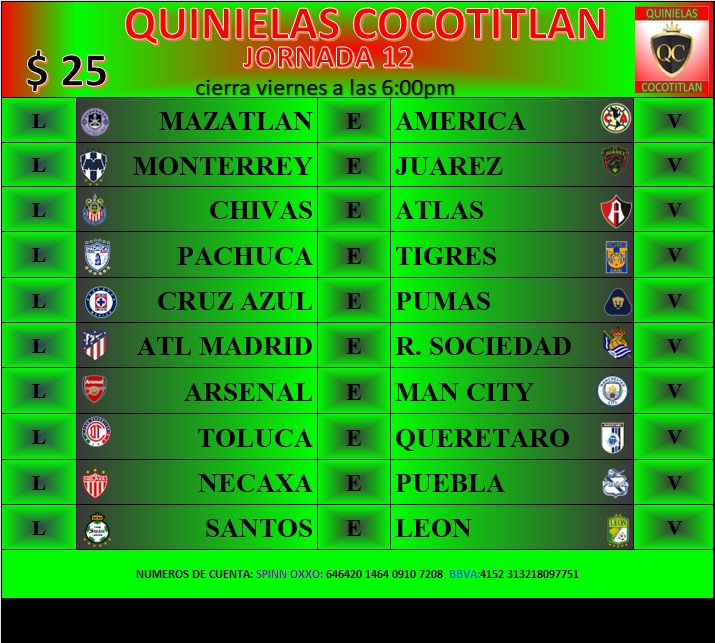 QUINIELAS COCOTITLAN
JORNADA 12
$ 25
cierra viernes a las 6:00pm
QUINIELAS
QC
COCOTITLAN
L MAZATLAN E AMERICA V
L MONTERREY E JUAREZ V
L CHIVAS E ATLAS V
L PACHUCA E TIGRES V
L CRUZ AZUL E PUMAS V
L ATL MADRID E R. SOCIEDAD V
L ARSENAL E MAN CITY V
L TOLUCA E QUERETARO V
L NECAXA E PUEBLA V
L SANTOS E LEON V
NUMEROS DE CUENTA: SPINN OXXO: 646420 1464 0910 7208 BBVA:4152 313218097751